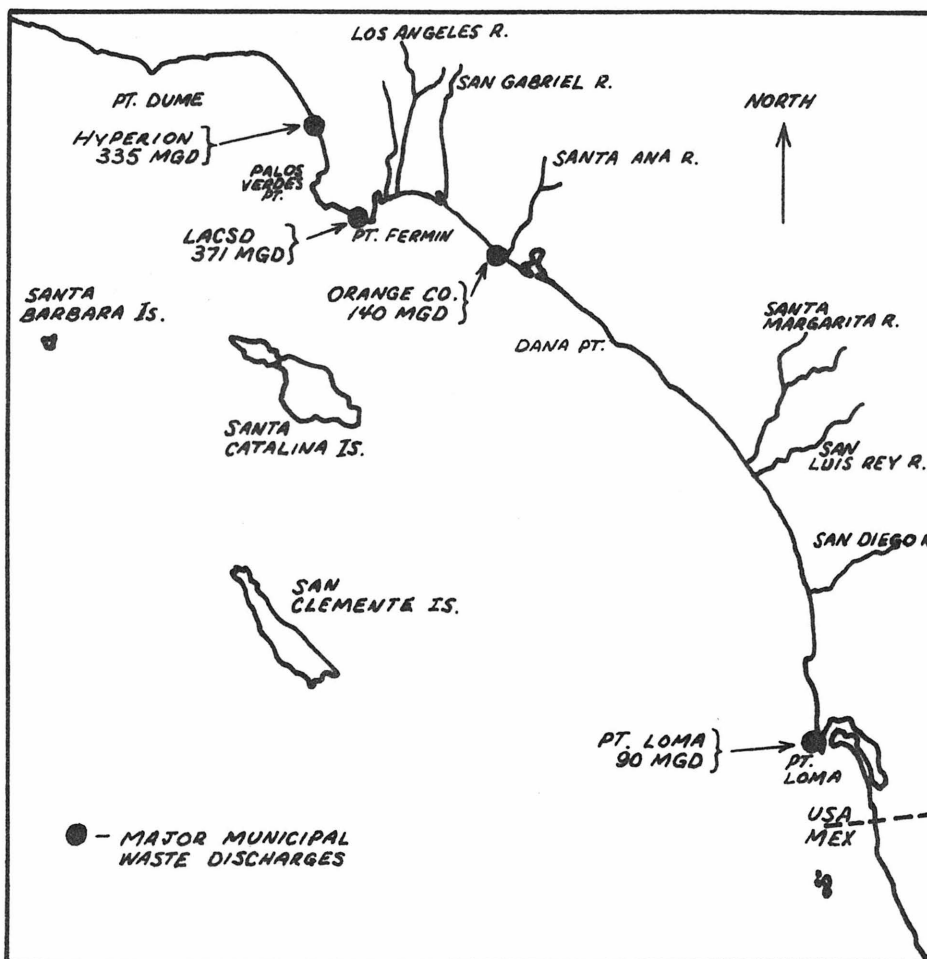 LOS ANGELES R.
SAN GABRIEL R.
PT. DUME
NORTH
HYPERION
335 MGD
SANTA ANA R.
PALOS
VERDES
PT.
LACSD
371 MGD
PT. FERMIN
SANTA
BARBARA IS.
ORANGE CO.
140 MGD
SANTA
MARGARITA R.
DANA PT.
SANTA
CATALINA IS.
SAN
LUIS REY R.
SAN DIEGO R
SAN
CLEMENTE IS.
PT. LOMA
90 MGD
PT.
LOMA
USA
MEX
- MAJOR MUNICIPAL
WASTE DISCHARGES